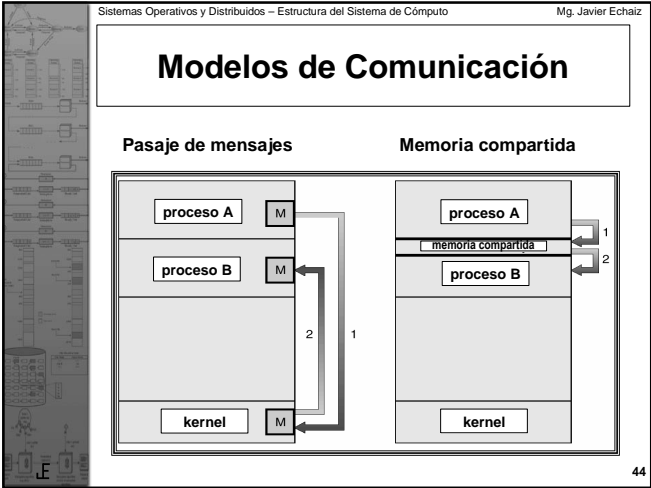 Sistemas Operativos y Distribuidos – Estructura del Sistema de Cómputo Mg. Javier Echaiz
Modelos de Comunicación
Pasaje de mensajes Memoria compartida
proceso A M
proceso B M
2 1
kernel M
proceso A
1
memoria compartida
2
proceso B
kernel
JE
44